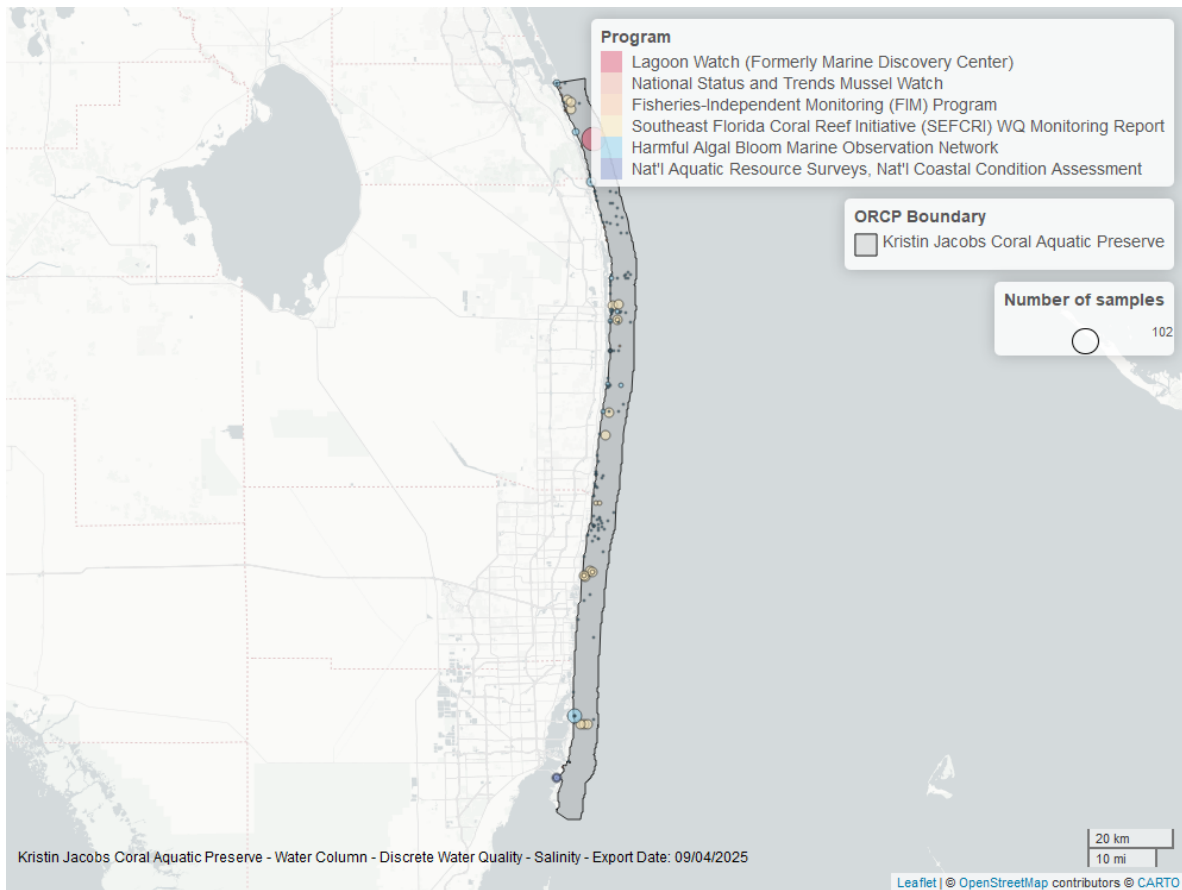 Program
Lagoon Watch (Formerly Marine Discovery Center)
National Status and Trends Mussel Watch
Fisheries-Independent Monitoring (FIM) Program
Southeast Florida Coral Reef Initiative (SEFCRI) WQ Monitoring Report
Harmful Algal Bloom Marine Observation Network
Nat'l Aquatic Resource Surveys, Nat'l Coastal Condition Assessment
ORCP Boundary
Kristin Jacobs Coral Aquatic Preserve
Number of samples
102
20 km
10 mi
Kristin Jacobs Coral Aquatic Preserve - Water Column - Discrete Water Quality - Salinity - Export Date: 09/04/2025
Leaflet | © OpenStreetMap contributors © CARTO